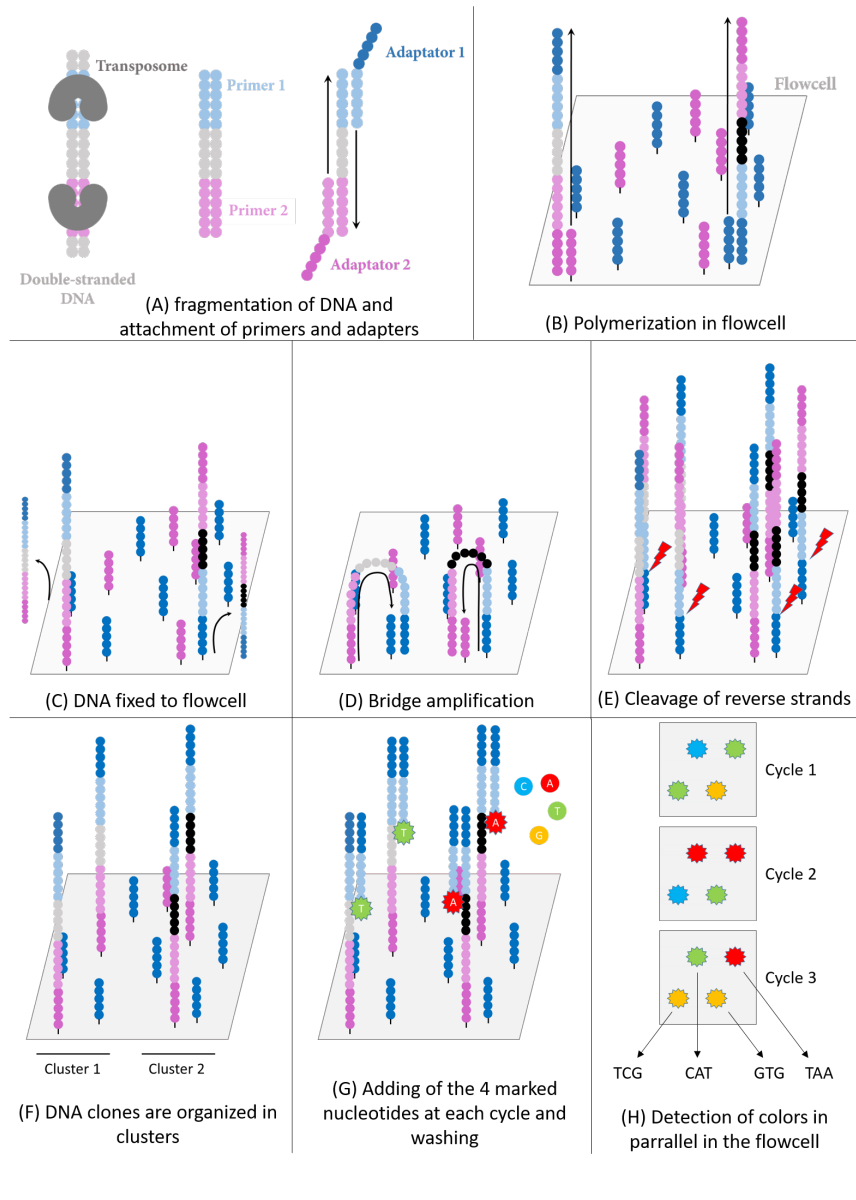 Transposome
Primer 1
Primer 2
Adaptator 1
Adaptator 2
Double-stranded
DNA
(A) fragmentation of DNA and
attachment of primers and adapters
Flowcell
(B) Polymerization in flowcell
(C) DNA fixed to flowcell
(D) Bridge amplification
(E) Cleavage of reverse strands
Cluster 1
Cluster 2
(F) DNA clones are organized in
clusters
C
A
T
G
A
T
A
T
(G) Adding of the 4 marked
nucleotides at each cycle and
washing
Cycle 1
Cycle 2
Cycle 3
TCG
CAT
GTG
TAA
(H) Detection of colors in
parrallel in the flowcell